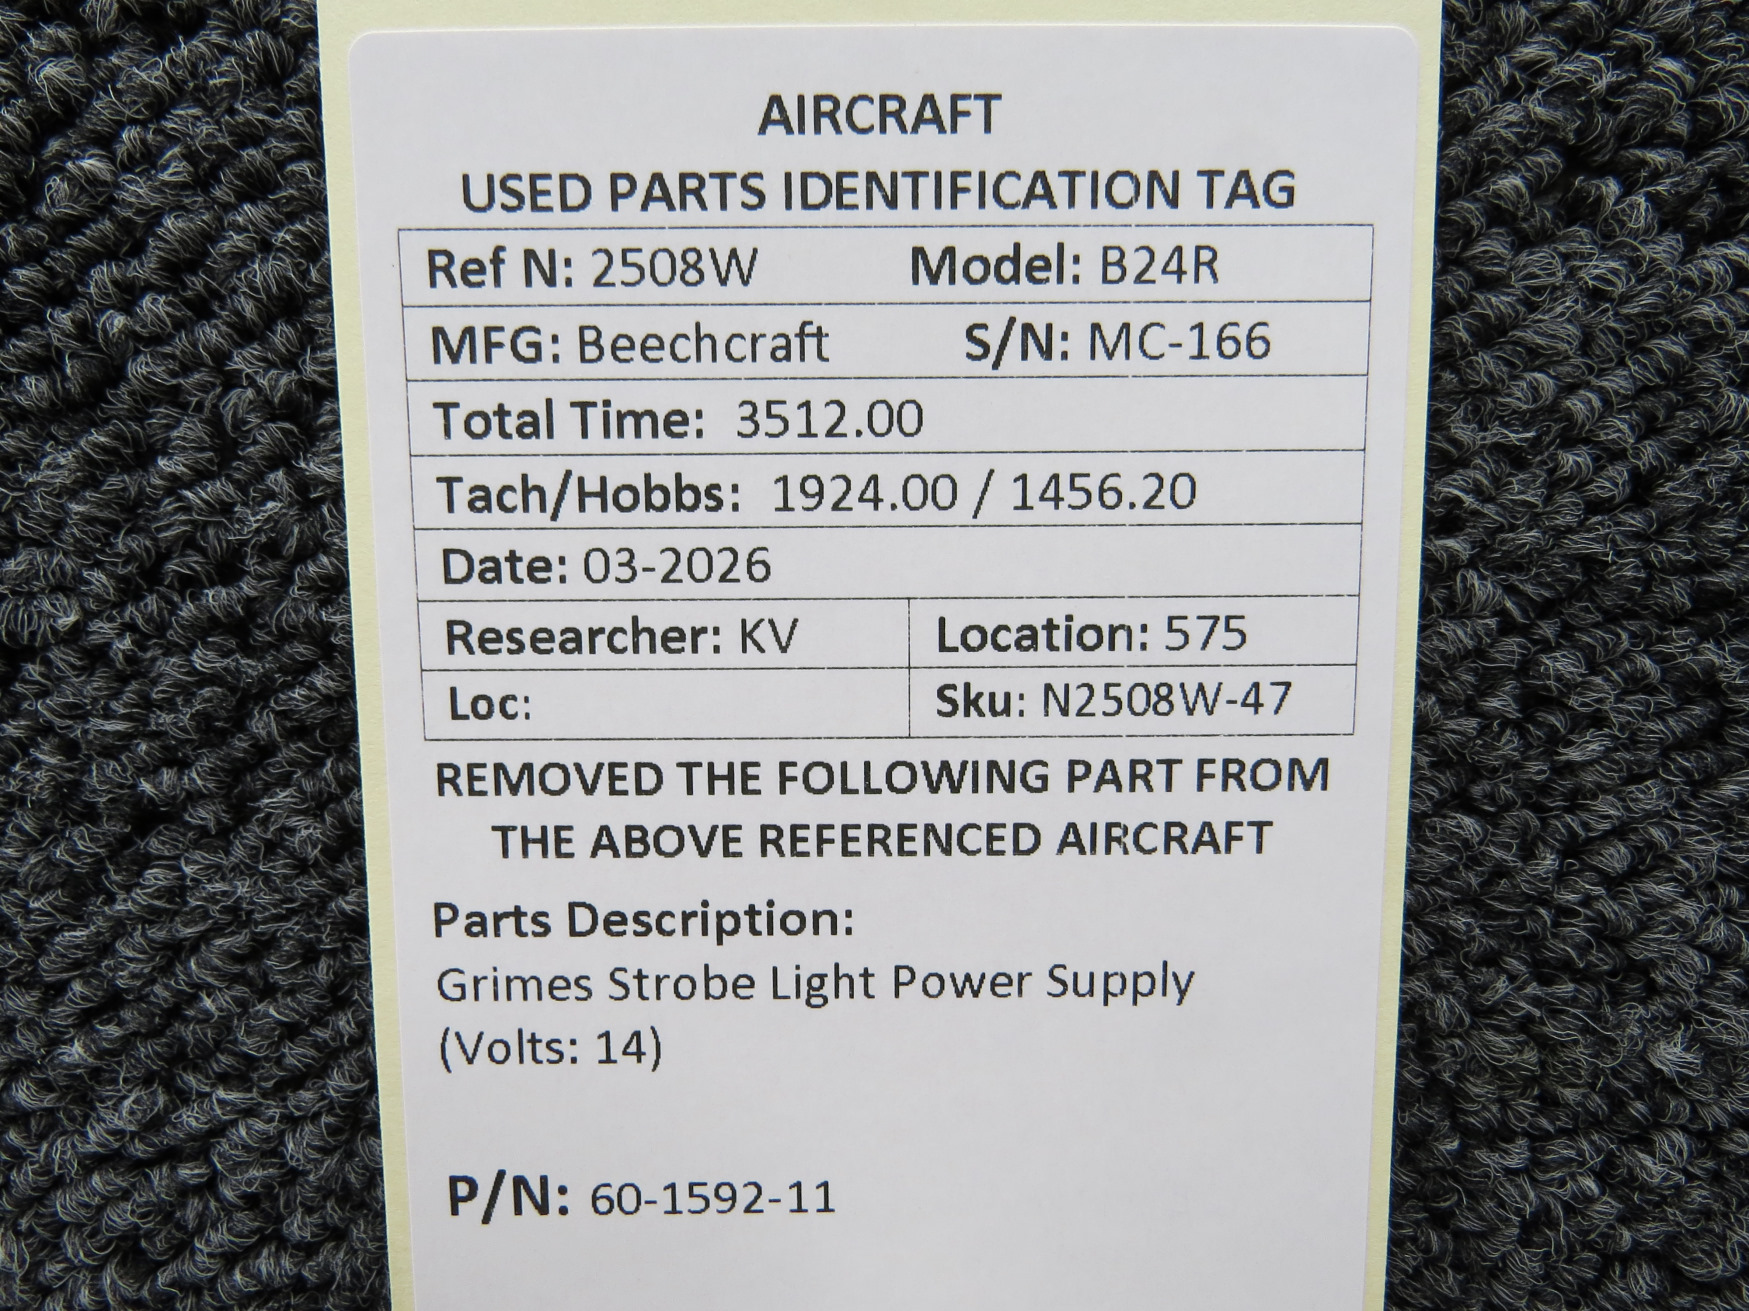 AIRCRAFT
USED PARTS IDENTIFICATION TAG
Ref N: 2508W Model: B24R
MFG: Beechcraft S/N: MC-166
Total Time: 3512.00
Tach/Hobbs: 1924.00 / 1456.20
Date: 03-2026
Researcher: KV Location: 575
Loc: Sku: N2508W-47
REMOVED THE FOLLOWING PART FROM
THE ABOVE REFERENCED AIRCRAFT
Parts Description:
Grimes Strobe Light Power Supply
(Volts: 14)
P/N: 60-1592-11